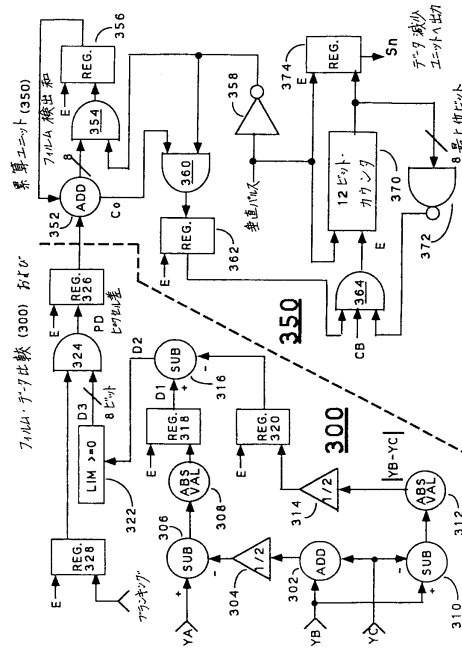 フィルム・データ比較 (300) および
累算ユニット (350)
フィルム検出和
REG.
356
E
354
8
ADD
352
Co
360
REG.
362
E
358
垂直パルス
REG.
374
E
Sn
データ減少
ユニットへ出力
12ビット・
カウンタ
370
E
8 最上位ビット
372
364
CB
350
REG.
326
E
PD
ピクセル差
324
D3
8ビット
LIM >=0
322
REG.
328
E
ブランキング
D2
SUB
316
+
-
D1
REG.
318
E
REG.
320
E
300
ABS
VAL
308
306
SUB
+
-
YA
1/2
304
1/2
314
|YB-YC|
ADD
302
YB
YC
SUB
310
+
-
ABS
VAL
312